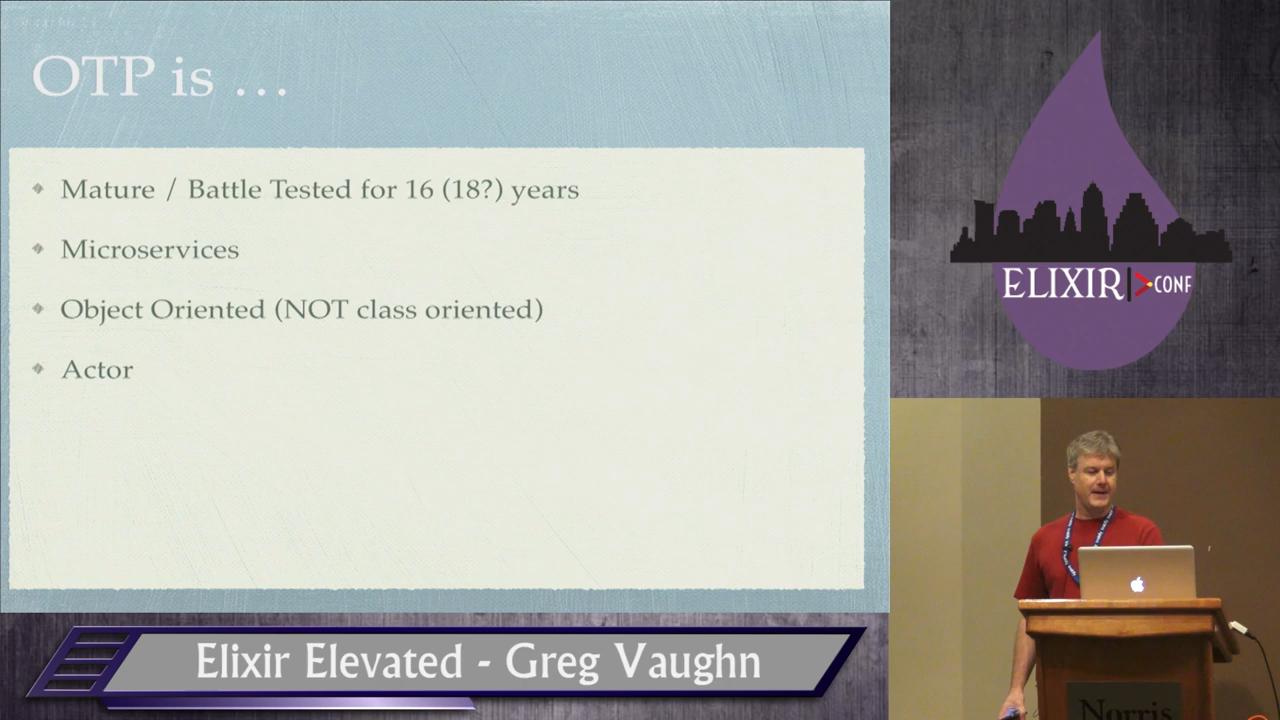 OTP is …
Mature / Battle Tested for 16 (18?) years
Microservices
Object Oriented (NOT class oriented)
Actor
ELIXIR|>CONF
Elixir Elevated - Greg Vaughn
Norris